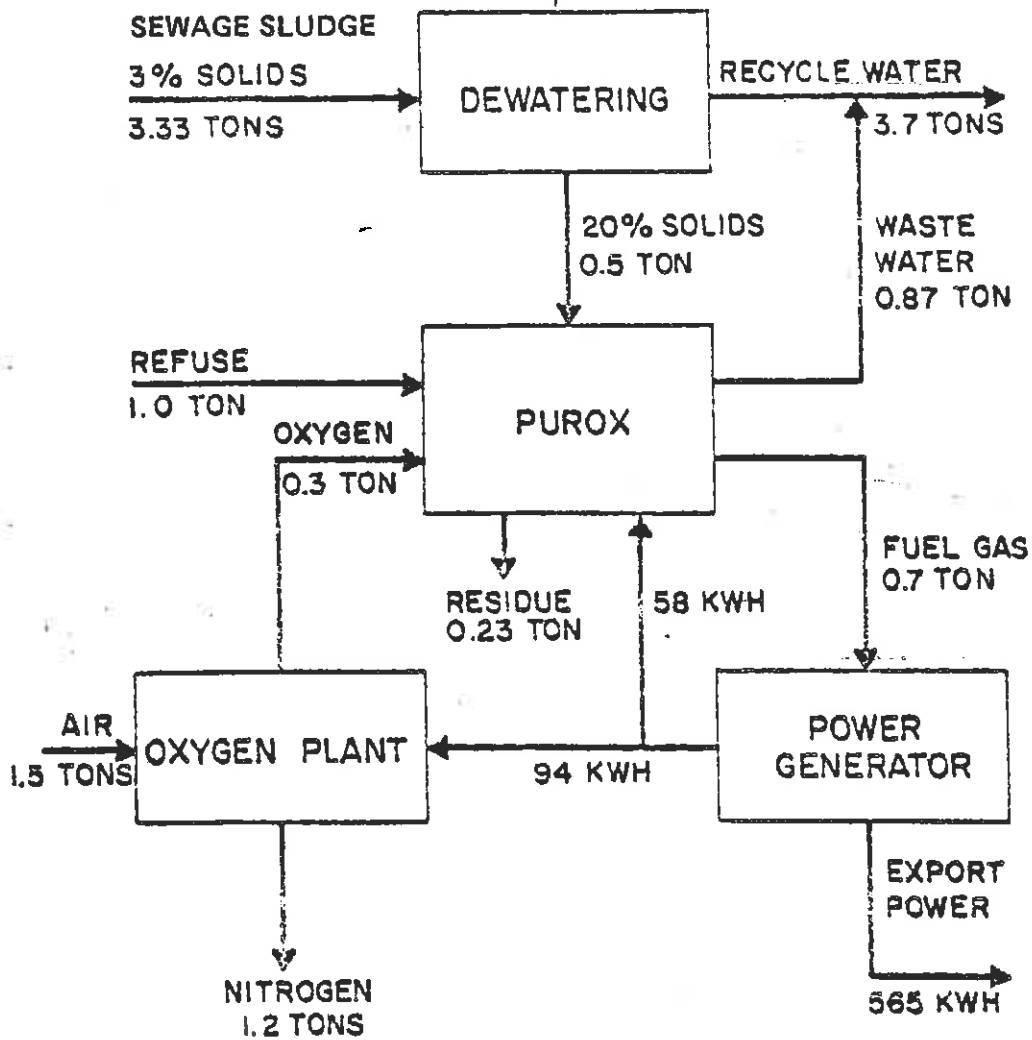 SEWAGE SLUDGE
3% SOLIDS
3.33 TONS
DEWATERING
RECYCLE WATER
3.7 TONS
20% SOLIDS
0.5 TON
WASTE
WATER
0.87 TON
REFUSE
1.0 TON
OXYGEN
0.3 TON
PUROX
RESIDUE
0.23 TON
58 KWH
FUEL GAS
0.7 TON
AIR
1.5 TONS
OXYGEN PLANT
94 KWH
POWER
GENERATOR
NITROGEN
1.2 TONS
EXPORT
POWER
565 KWH